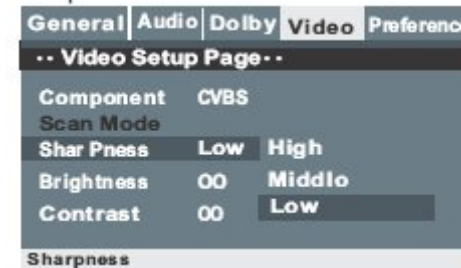 General Audio Dolby Video Preferenc
·· Video Setup Page··
Component CVBS
Scan Mode
Shar Pness Low High
Brightness 00 Middlo
Contrast 00 Low
Sharpness